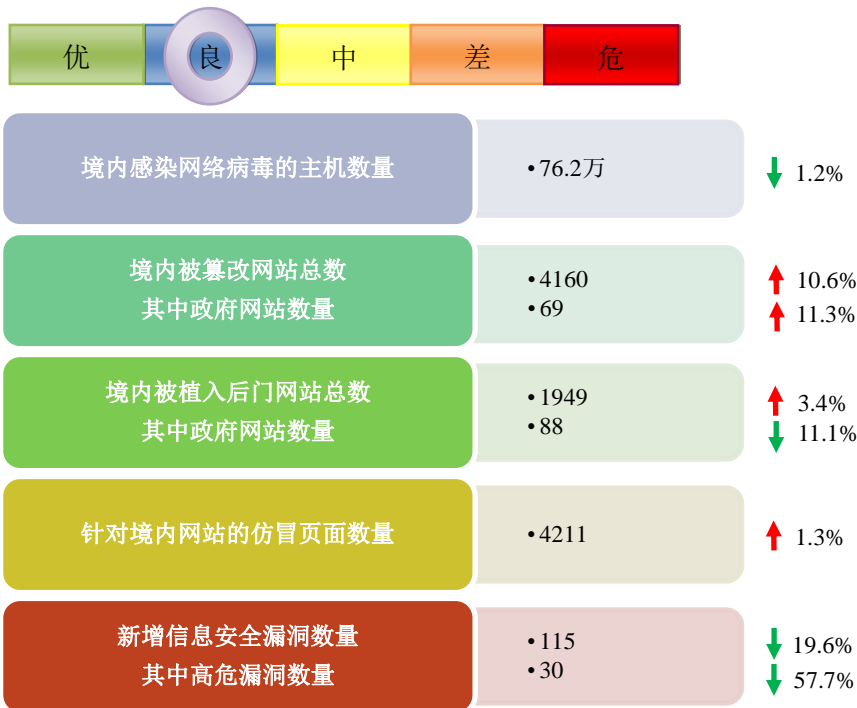 优 良 中 差 危
境内感染网络病毒的主机数量
•76.2万
1.2%
境内被篡改网站总数
其中政府网站数量
•4160
•69
10.6%
11.3%
境内被植入后门网站总数
其中政府网站数量
•1949
•88
3.4%
11.1%
针对境内网站的仿冒页面数量
•4211
1.3%
新增信息安全漏洞数量
其中高危漏洞数量
•115
•30
19.6%
57.7%